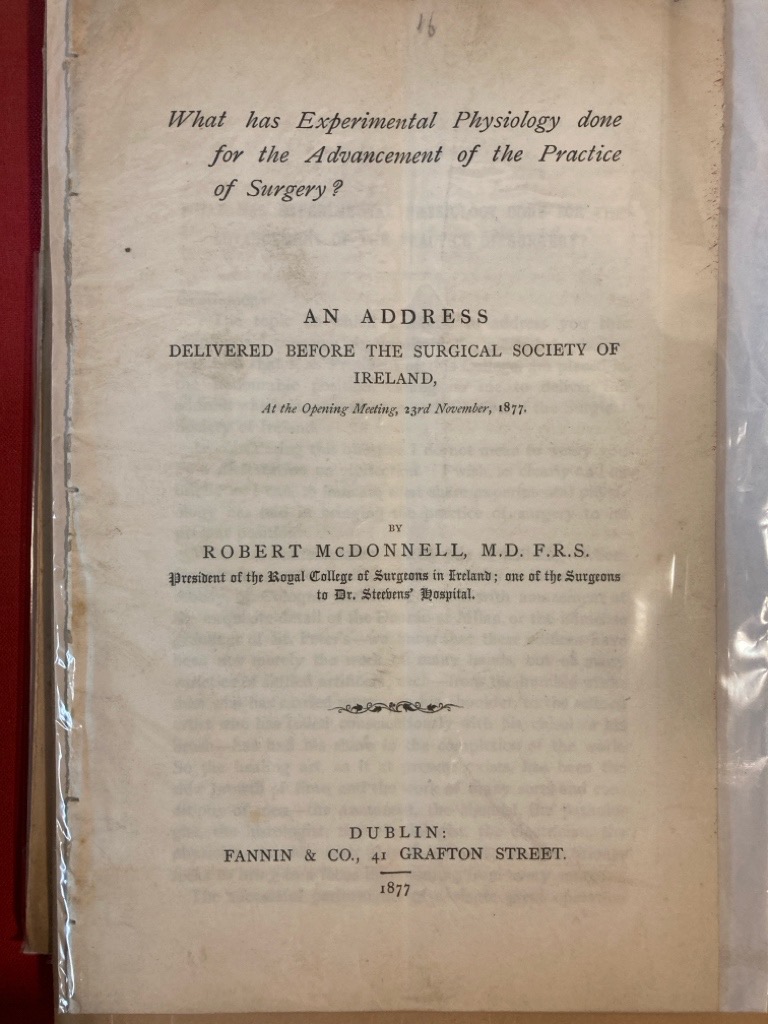 16
What has Experimental Physiology done
for the Advancement of the Practice
of Surgery?
AN ADDRESS
DELIVERED BEFORE THE SURGICAL SOCIETY OF
IRELAND,
At the Opening Meeting, 23rd November, 1877.
BY
ROBERT McDONNELL, M.D. F.R.S.
President of the Royal College of Surgeons in Ireland; one of the Surgeons
to Dr. Steevens' Hospital.
DUBLIN:
FANNIN & CO., 41 GRAFTON STREET.
1877